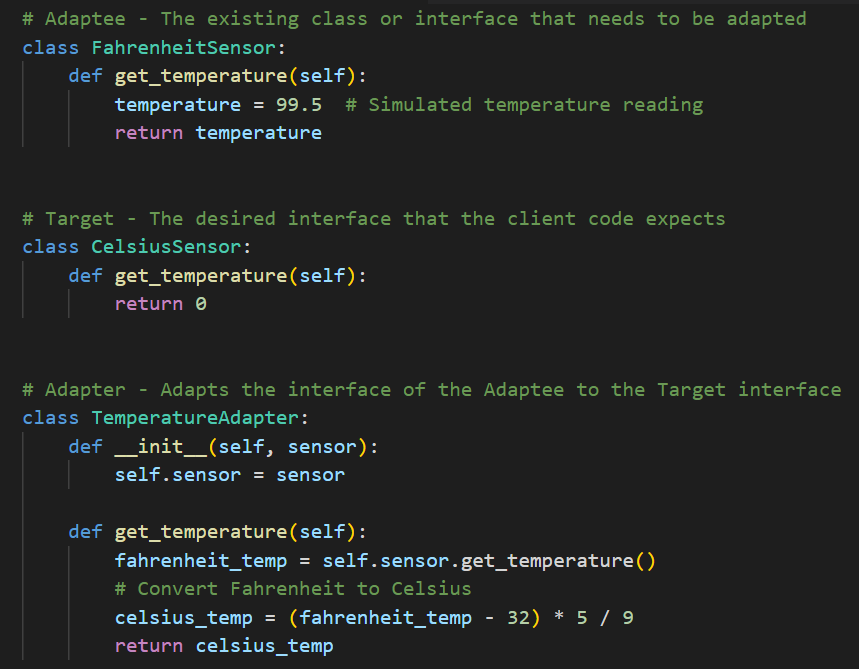 # Adaptee - The existing class or interface that needs to be adapted
class FahrenheitSensor:
    def get_temperature(self):
        temperature = 99.5  # Simulated temperature reading
        return temperature
# Target - The desired interface that the client code expects
class CelsiusSensor:
    def get_temperature(self):
        return 0
# Adapter - Adapts the interface of the Adaptee to the Target interface
class TemperatureAdapter:
    def __init__(self, sensor):
        self.sensor = sensor
    def get_temperature(self):
        fahrenheit_temp = self.sensor.get_temperature()
        # Convert Fahrenheit to Celsius
        celsius_temp = (fahrenheit_temp - 32) * 5 / 9
        return celsius_temp